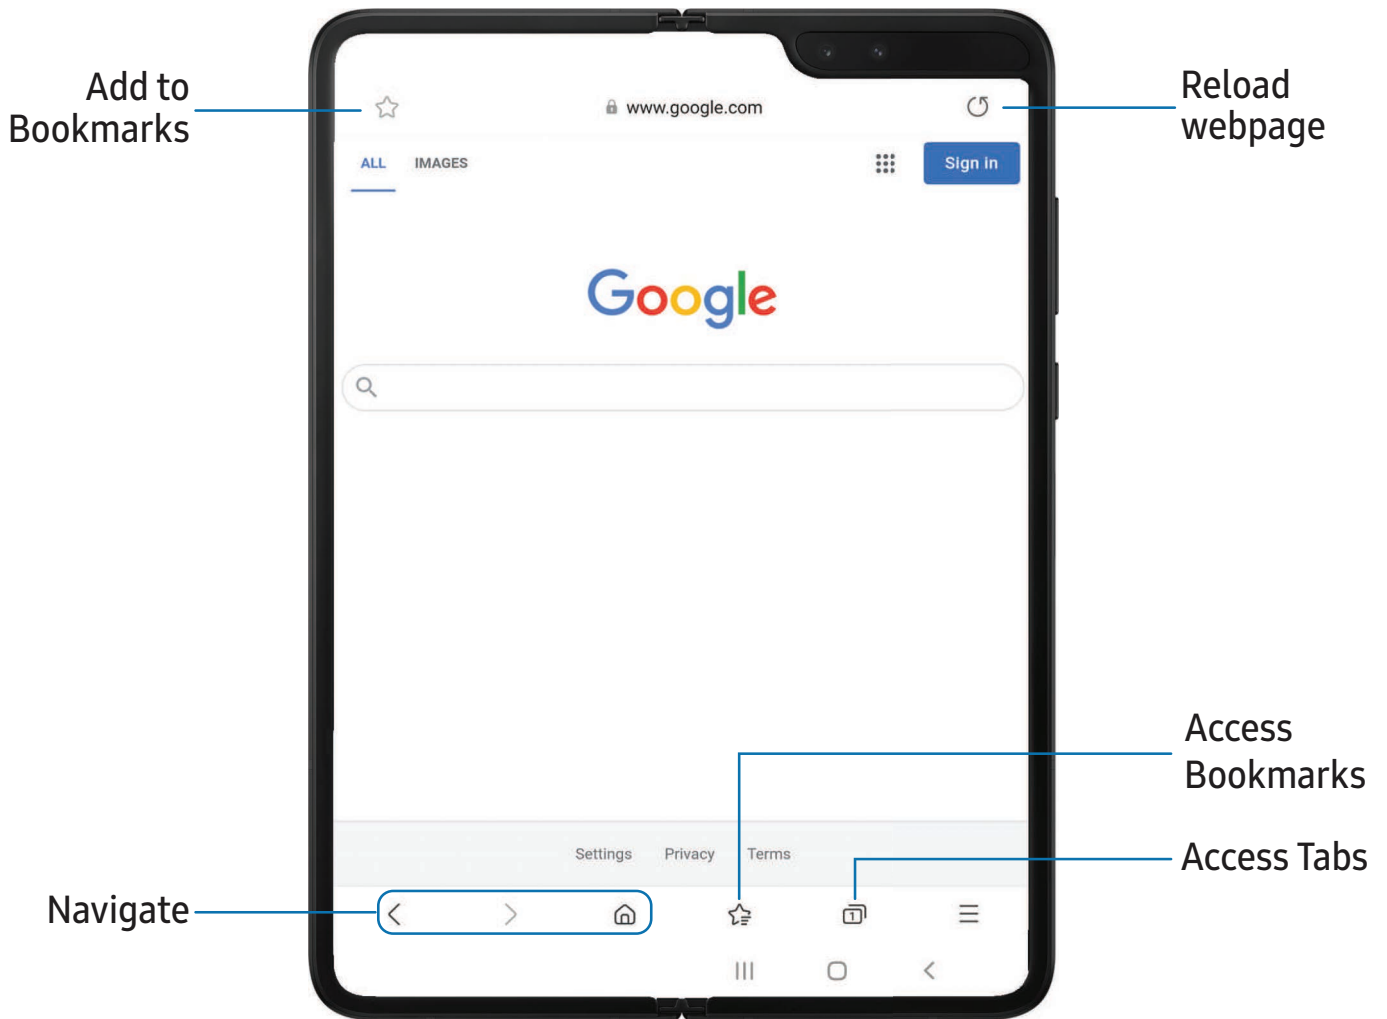 Add to
Bookmarks
www.google.com
Reload
webpage
ALL IMAGES
Sign in
Google
Access
Bookmarks
Settings Privacy Terms
Access Tabs
Navigate
1